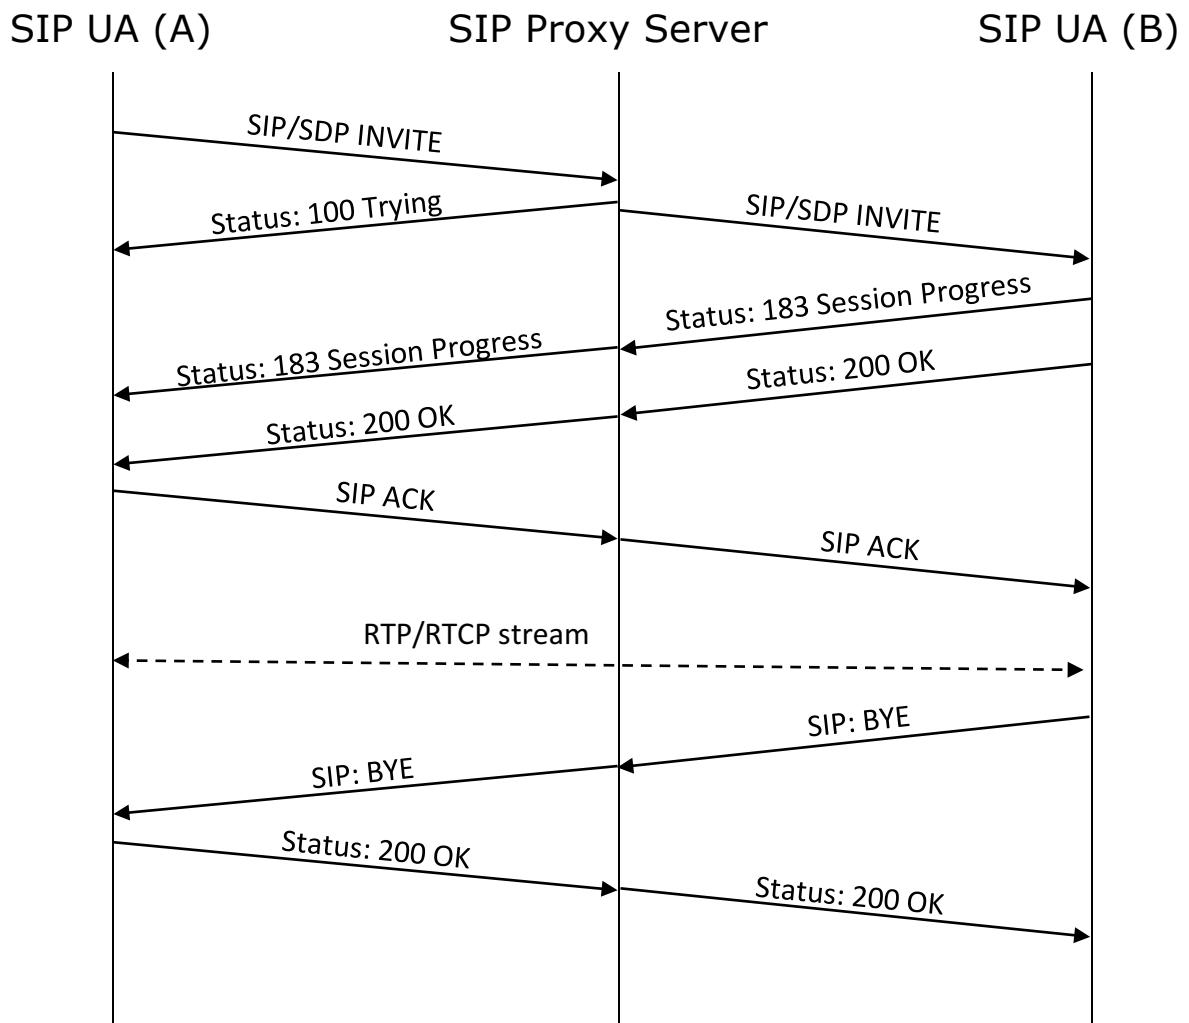 SIP UA (A)
SIP Proxy Server
SIP UA (B)
SIP/SDP INVITE
Status: 100 Trying
SIP/SDP INVITE
Status: 183 Session Progress
Status: 183 Session Progress
Status: 200 OK
Status: 200 OK
SIP ACK
SIP ACK
RTP/RTCP stream
SIP: BYE
SIP: BYE
Status: 200 OK
Status: 200 OK